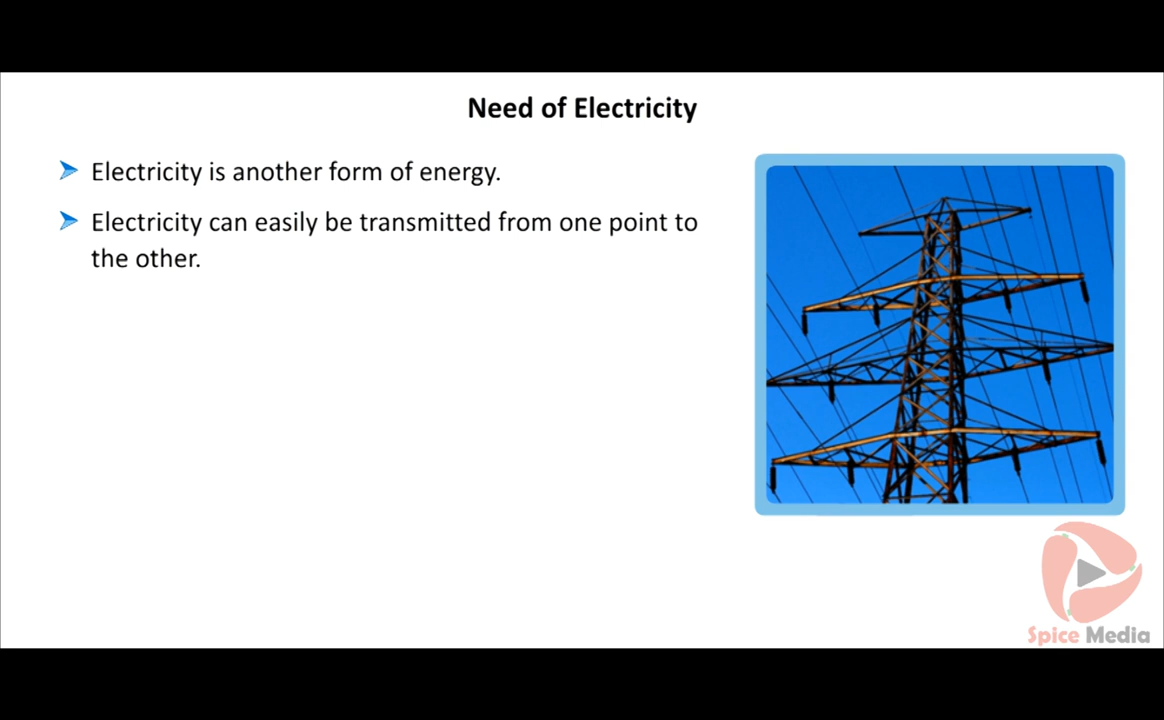 Need of Electricity
Electricity is another form of energy.
Electricity can easily be transmitted from one point to
the other.
Spice Media